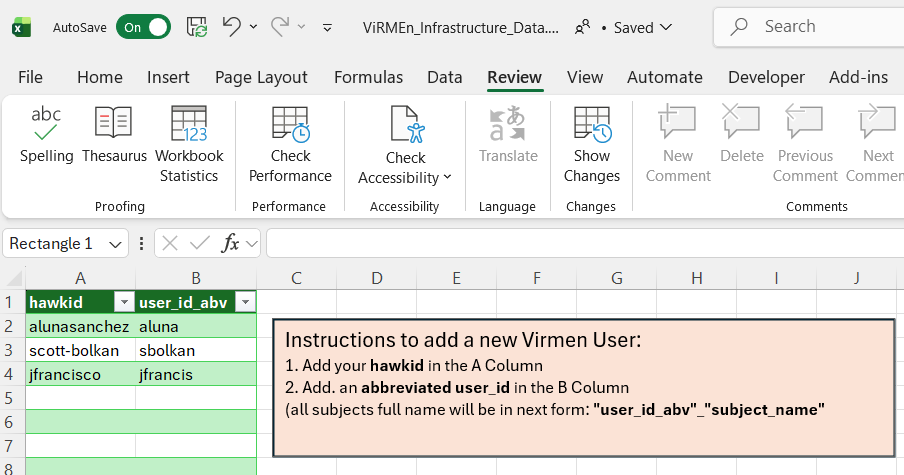 AutoSave On ViRMEn_Infrastructure_Data.... • Saved Search
File Home Insert Page Layout Formulas Data Review View Automate Developer Add-ins
abc 123
Spelling Thesaurus Workbook Statistics Check Performance Check Accessibility Translate Show Changes New Comment Delete Previous Comment Next Commen
Proofing Performance Accessibility Language Changes Comments
Rectangle 1 fx
A B C D E F G H I J
1 hawkid user_id_abv
2 alunasanchez aluna
3 scott-bolkan sbolkan
4 jfrancisco jfrancis
5
6
7
8
Instructions to add a new Virmen User:
1. Add your hawkid in the A Column
2. Add. an abbreviated user_id in the B Column
(all subjects full name will be in next form: "user_id_abv"_"subject_name"